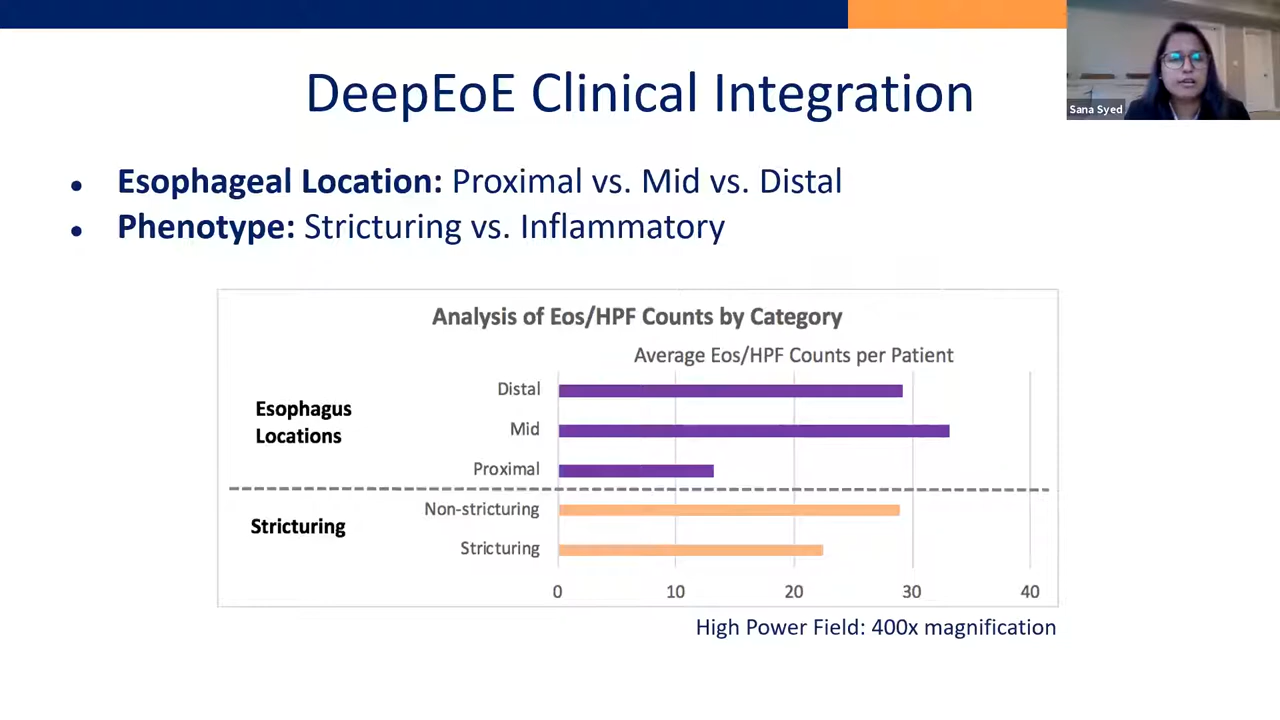 DeepEoE Clinical Integration
Sana Syed
• Esophageal Location: Proximal vs. Mid vs. Distal
• Phenotype: Stricturing vs. Inflammatory
Analysis of Eos/HPF Counts by Category
Average Eos/HPF Counts per Patient
Esophagus
Locations
Distal
Mid
Proximal
Stricturing
Non-stricturing
Stricturing
0 10 20 30 40
High Power Field: 400x magnification